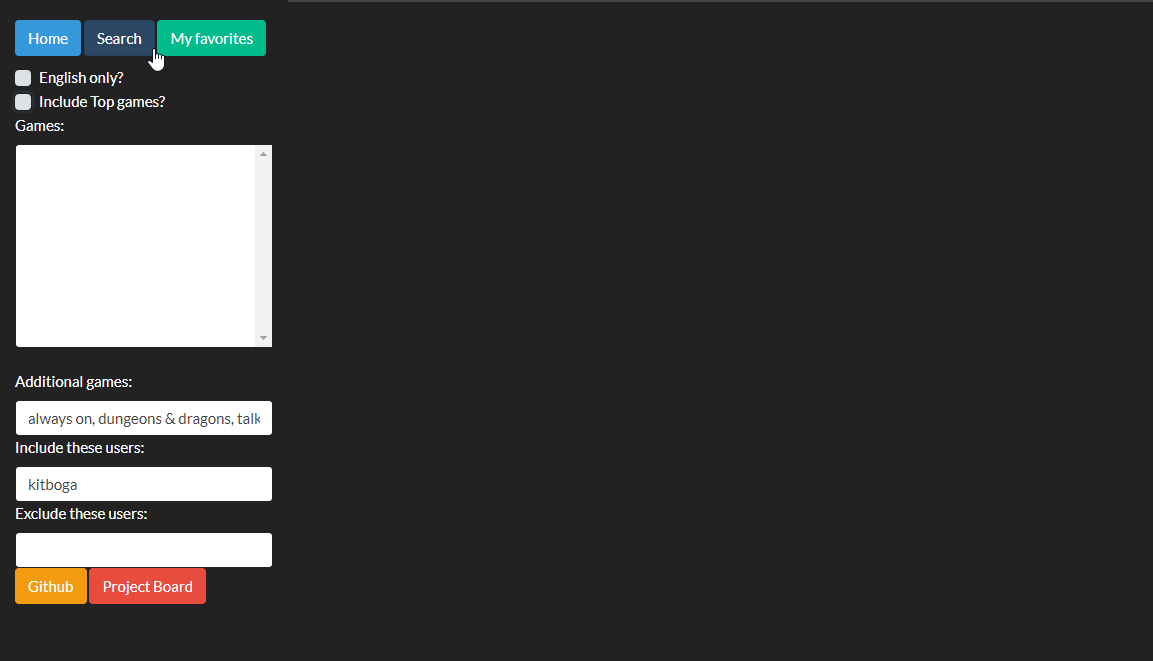 Home Search My favorites
English only?
Include Top games?
Games:
Additional games:
always on, dungeons & dragons, talk
Include these users:
kitboga
Exclude these users:
Github Project Board